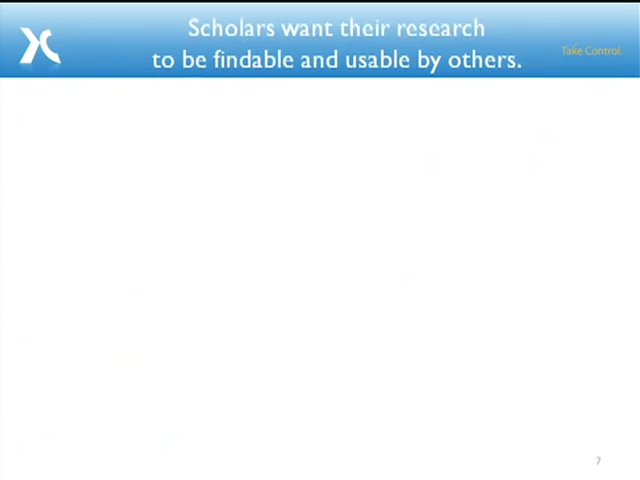 Scholars want their research
to be findable and usable by others.
Take Control.
7